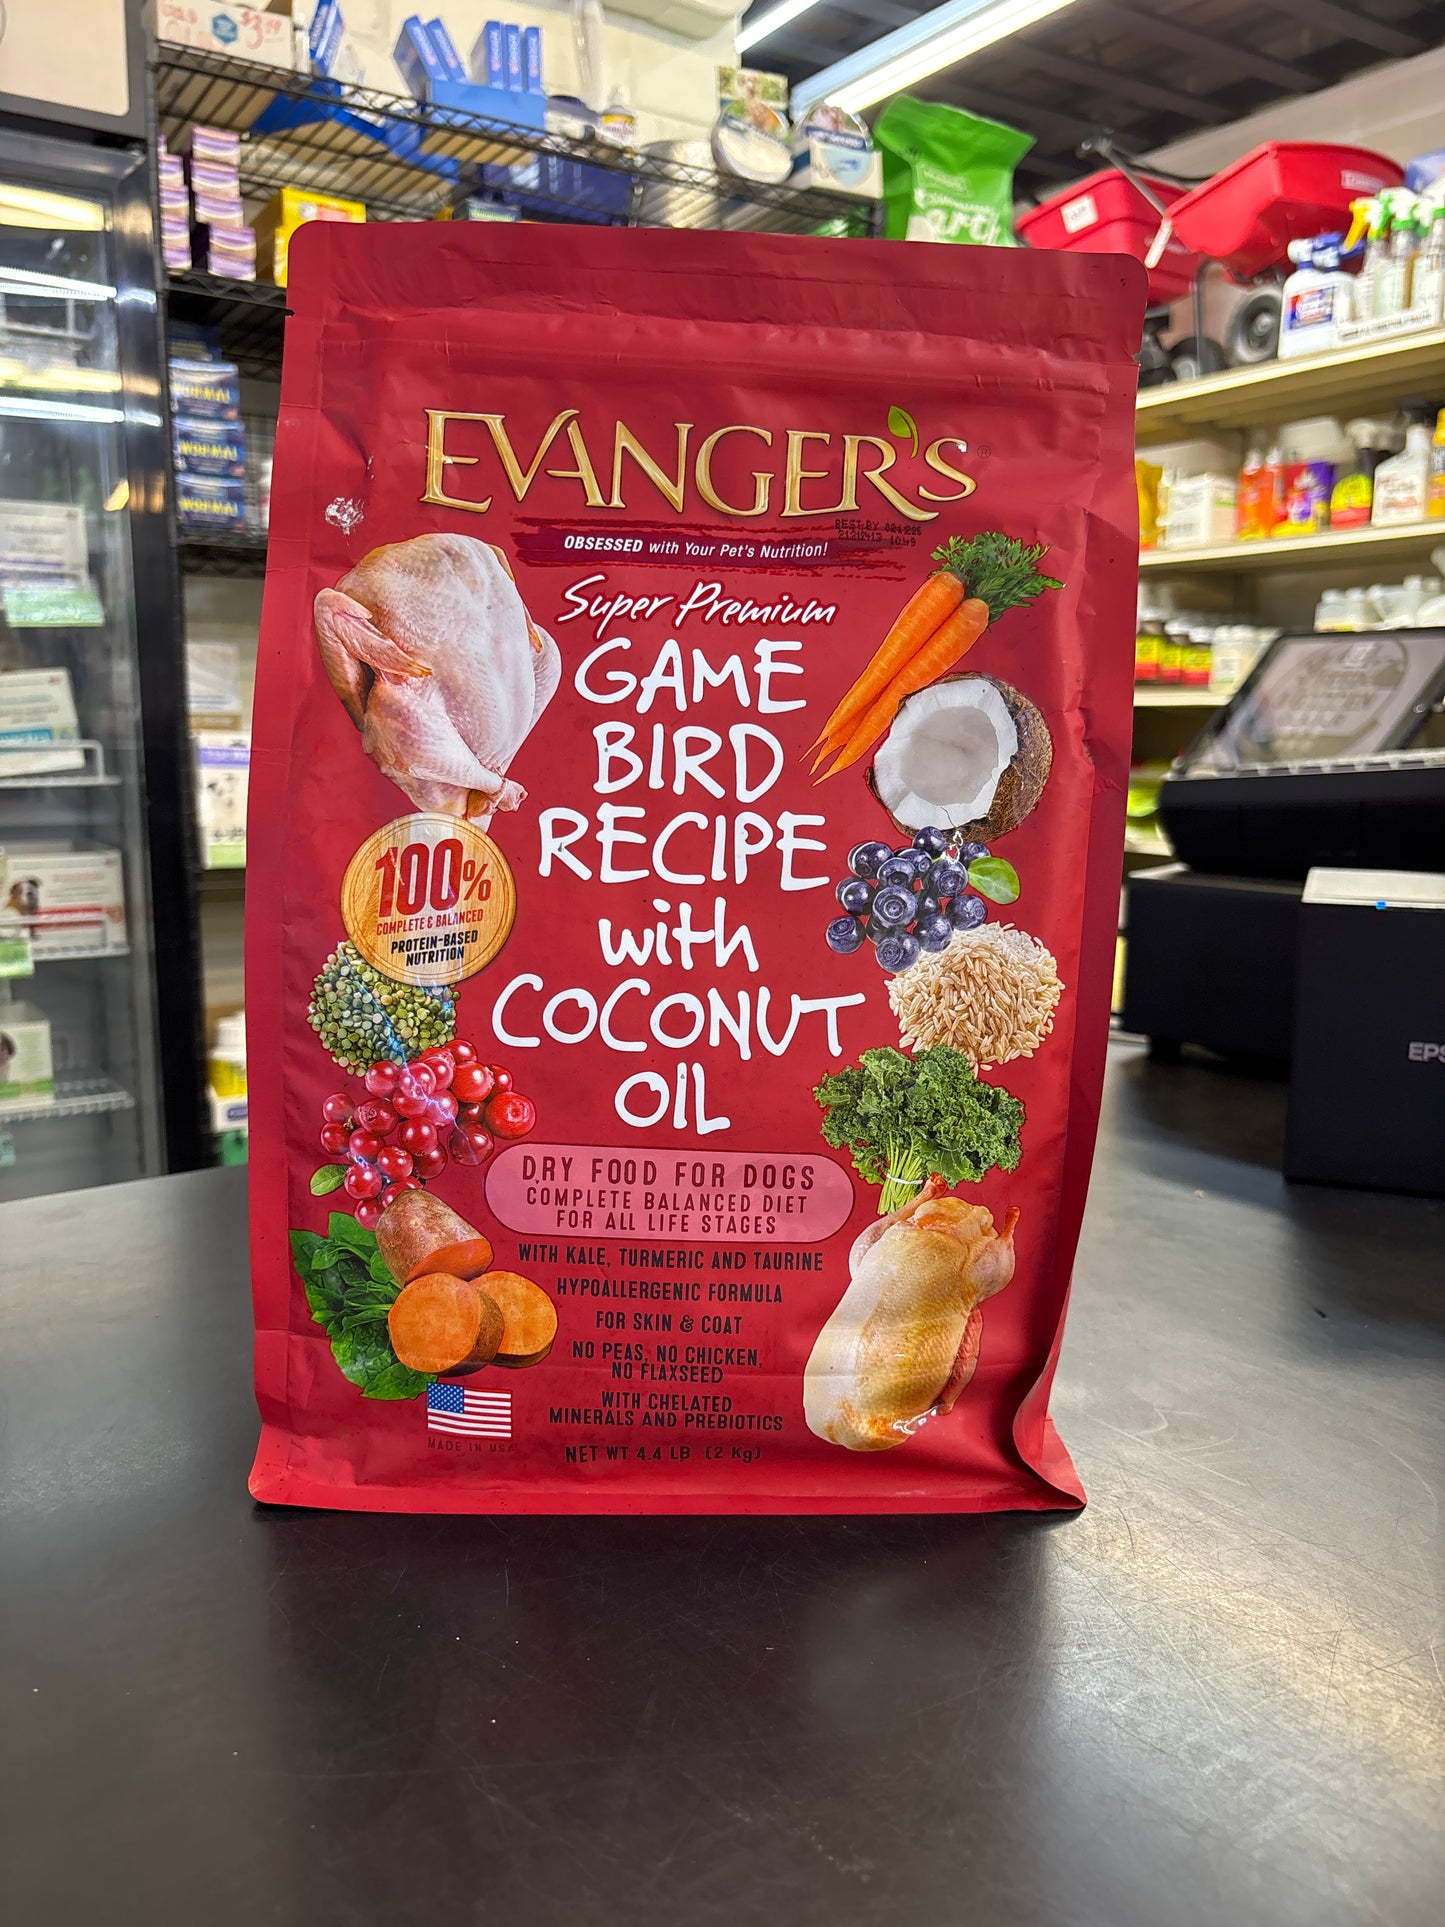 $3.99
EVANGER'S®
BEST BY 021226
OBSESSED with Your Pet's Nutrition!
Super Premium
GAME
BIRD
RECIPE
with
COCONUT
OIL
100%
COMPLETE & BALANCED
PROTEIN-BASED
NUTRITION
DRY FOOD FOR DOGS
COMPLETE BALANCED DIET
FOR ALL LIFE STAGES
WITH KALE, TURMERIC AND TAURINE
HYPOALLERGENIC FORMULA
FOR SKIN & COAT
NO PEAS, NO CHICKEN,
NO FLAXSEED
WITH CHELATED
MINERALS AND PREBIOTICS
MADE IN USA
NET WT 4.4 LB (2 Kg)